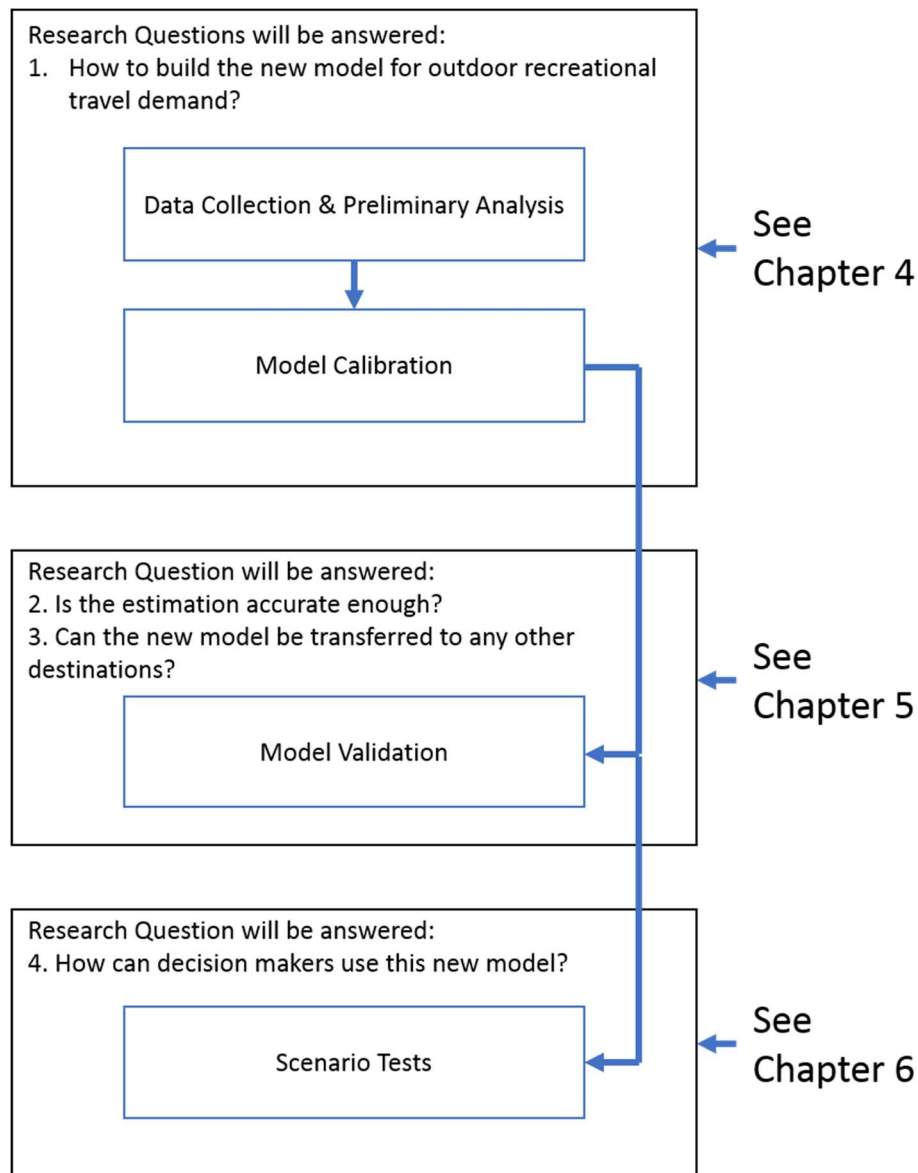 Research Questions will be answered:
1. How to build the new model for outdoor recreational
travel demand?
Data Collection & Preliminary Analysis
See
Chapter 4
Model Calibration
Research Question will be answered:
2. Is the estimation accurate enough?
3. Can the new model be transferred to any other
destinations?
See
Chapter 5
Model Validation
Research Question will be answered:
4. How can decision makers use this new model?
See
Chapter 6
Scenario Tests